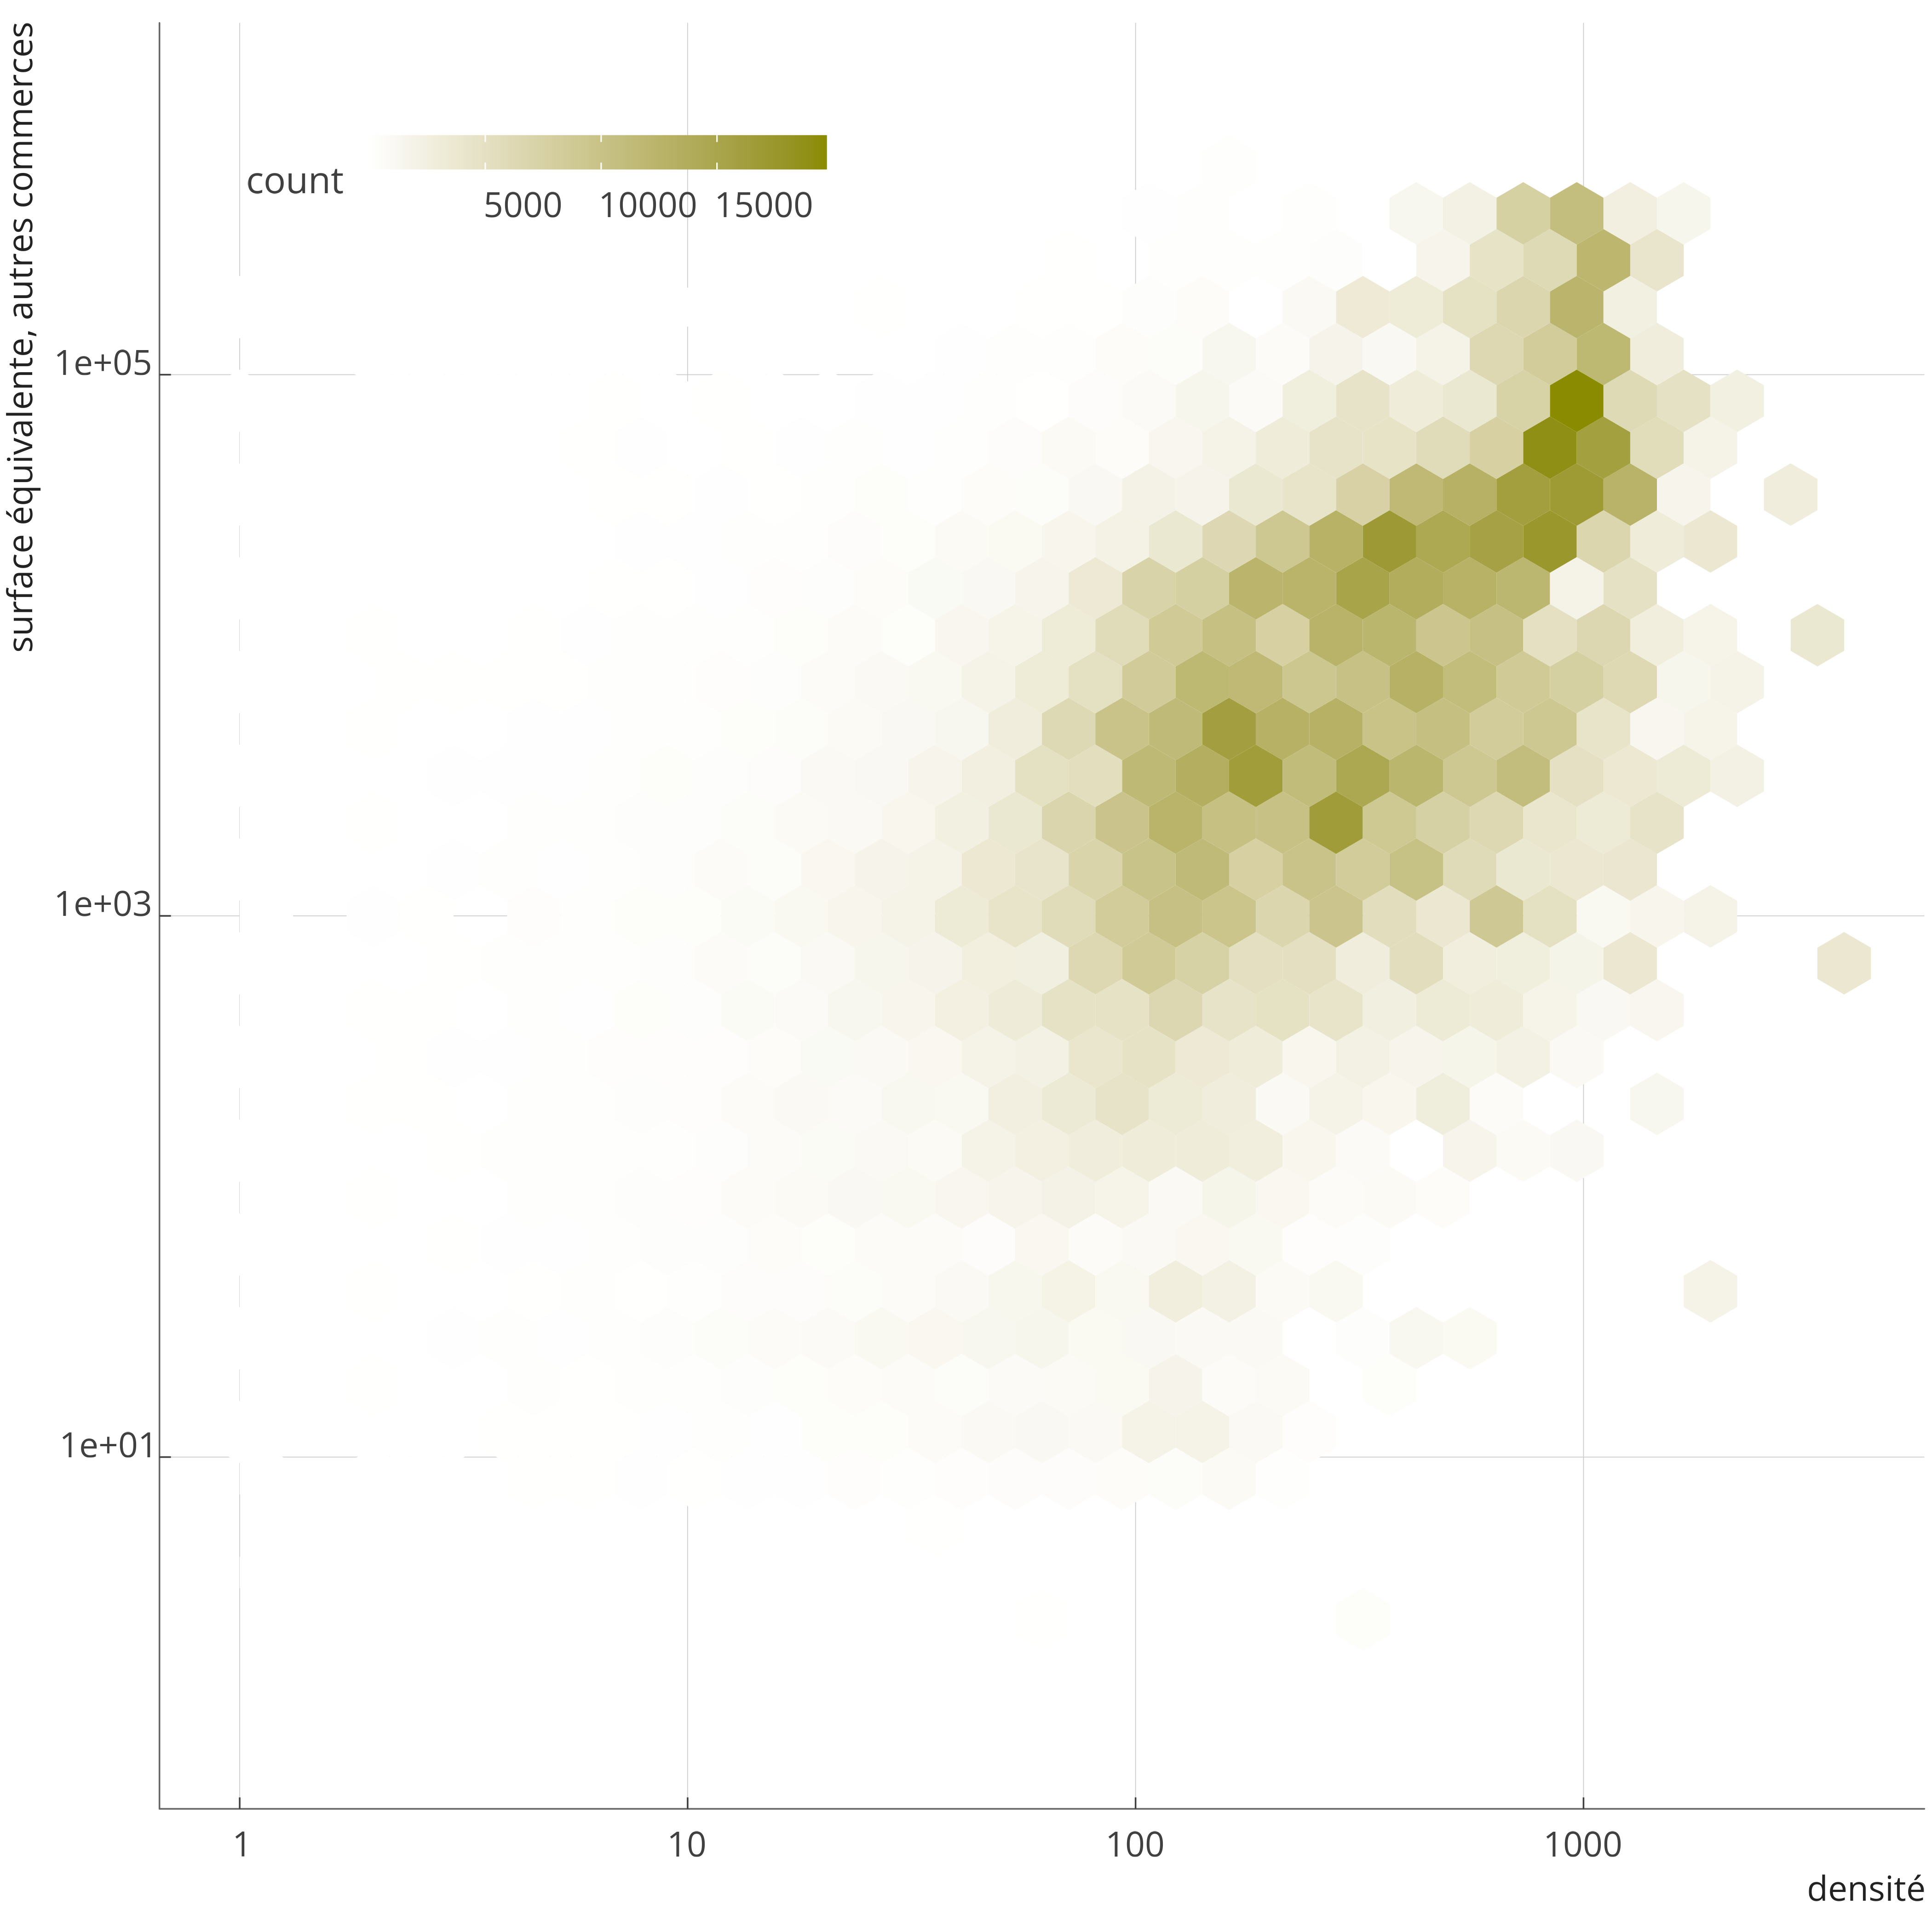 surface équivalente, autres commerces
count
5000 10000 15000
1e+05
1e+03
1e+01
1 10 100 1000
densité